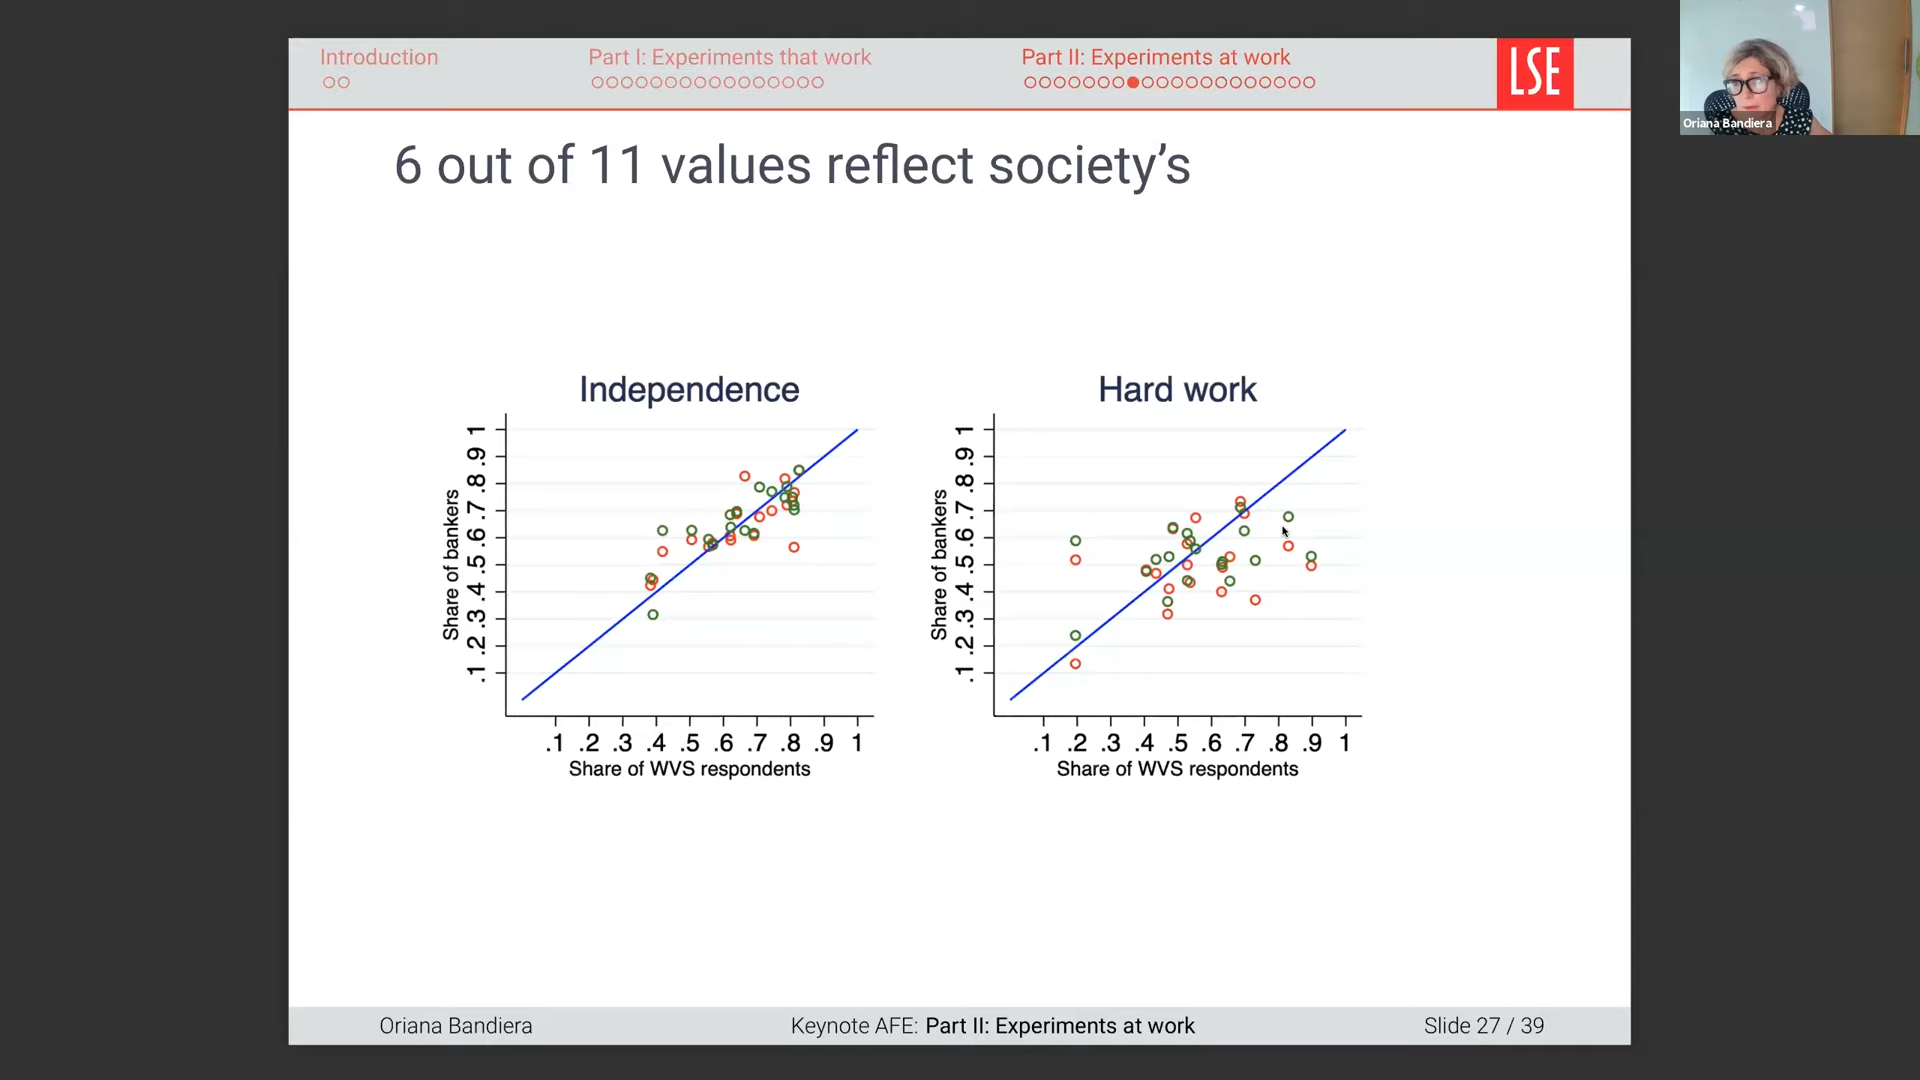 Introduction
Part I: Experiments that work
Part II: Experiments at work
LSE
Oriana Bandiera
6 out of 11 values reflect society's
Independence
Share of bankers
1
.9
.8
.7
.6
.5
.4
.3
.2
.1
.1 .2 .3 .4 .5 .6 .7 .8 .9 1
Share of WVS respondents
Hard work
Share of bankers
1
.9
.8
.7
.6
.5
.4
.3
.2
.1
.1 .2 .3 .4 .5 .6 .7 .8 .9 1
Share of WVS respondents
Oriana Bandiera
Keynote AFE: Part II: Experiments at work
Slide 27 / 39